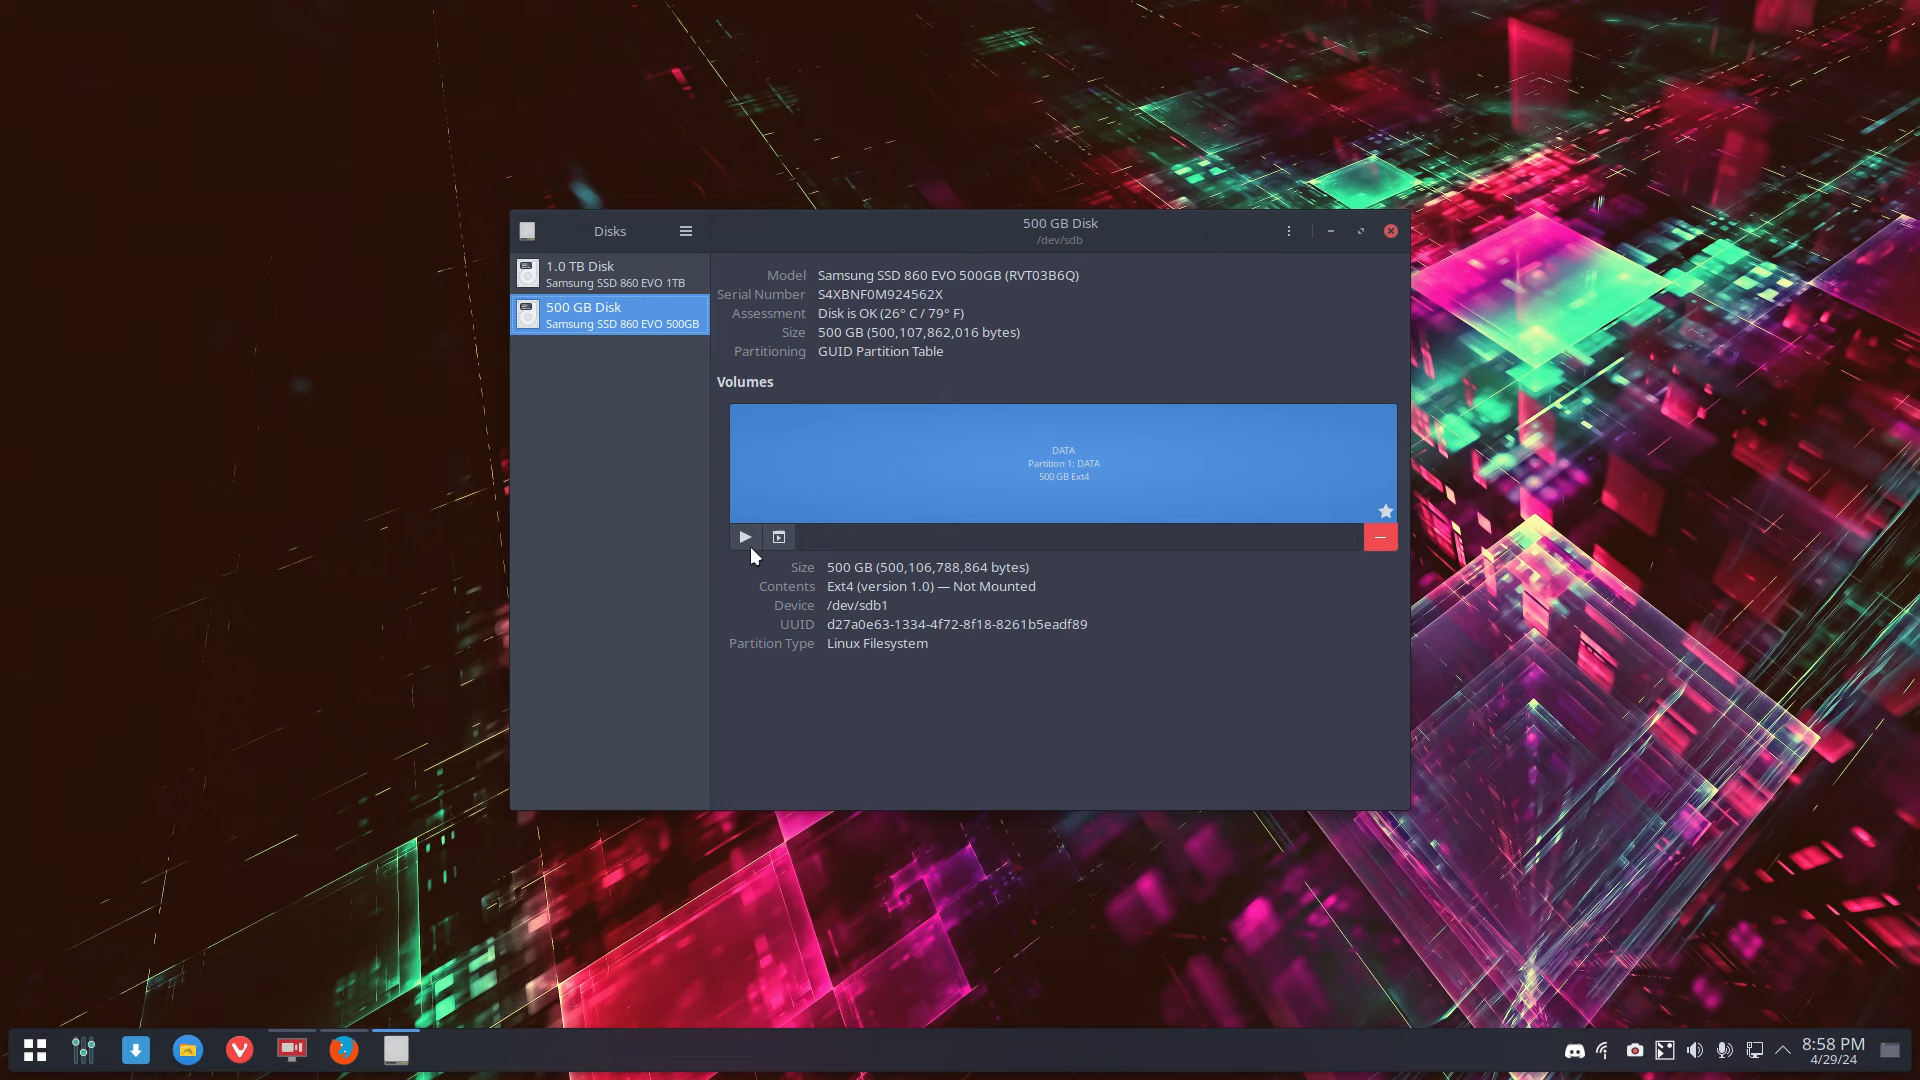 Disks
500 GB Disk
/dev/sdb
1.0 TB Disk
Samsung SSD 860 EVO 1TB
500 GB Disk
Samsung SSD 860 EVO 500GB
Model Samsung SSD 860 EVO 500GB (RVT03B6Q)
Serial Number S4XBNF0M924562X
Assessment Disk is OK (26° C / 79° F)
Size 500 GB (500,107,862,016 bytes)
Partitioning GUID Partition Table
Volumes
DATA
Partition 1: DATA
500 GB Ext4
Size 500 GB (500,106,788,864 bytes)
Contents Ext4 (version 1.0) — Not Mounted
Device /dev/sdb1
UUID d27a0e63-1334-4f72-8f18-8261b5eadf89
Partition Type Linux Filesystem
8:58 PM
4/29/24